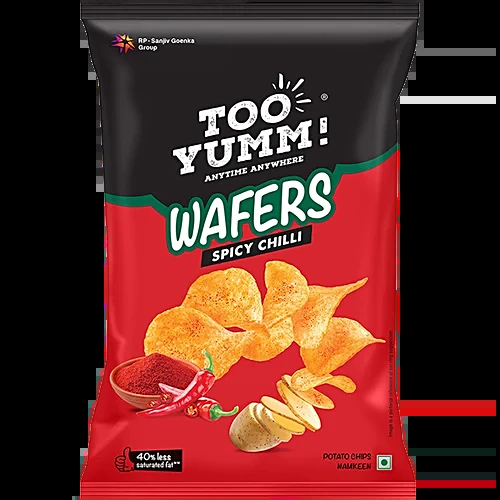 RP - Sanjiv Goenka
Group
TOO
YUMM!
®
ANYTIME ANYWHERE
WAFERS
SPICY CHILLI
40% less
saturated fat**
POTATO CHIPS
NAMKEEN